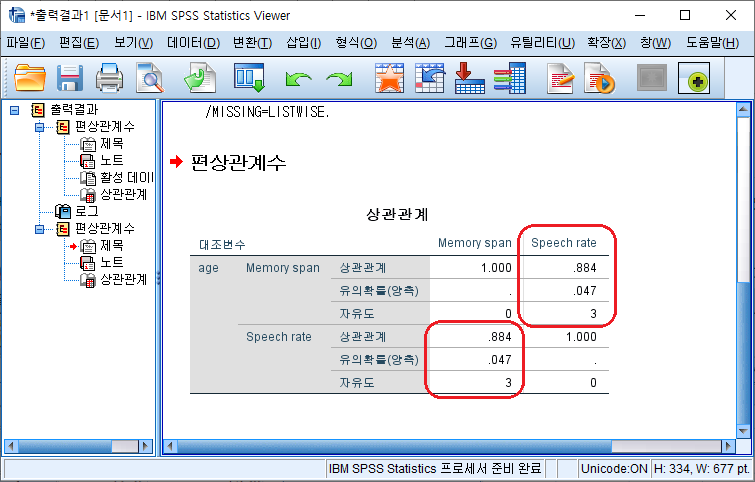 *출력결과1 [문서1] - IBM SPSS Statistics Viewer
파일(F) 편집(E) 보기(V) 데이터(D) 변환(T) 삽입(I) 형식(O) 분석(A) 그래프(G) 유틸리티(U) 확장(X) 창(W) 도움말(H)
출력결과
편상관계수
제목
노트
활성 데이터
상관관계
로그
편상관계수
제목
노트
상관관계
/MISSING=LISTWISE.
편상관계수
상관관계
대조변수 Memory span Speech rate
age Memory span 상관관계 1.000 .884
유의확률(양측) . .047
자유도 0 3
Speech rate 상관관계 .884 1.000
유의확률(양측) .047 .
자유도 3 0
IBM SPSS Statistics 프로세서 준비 완료 Unicode:ON H: 334, W: 677 pt.